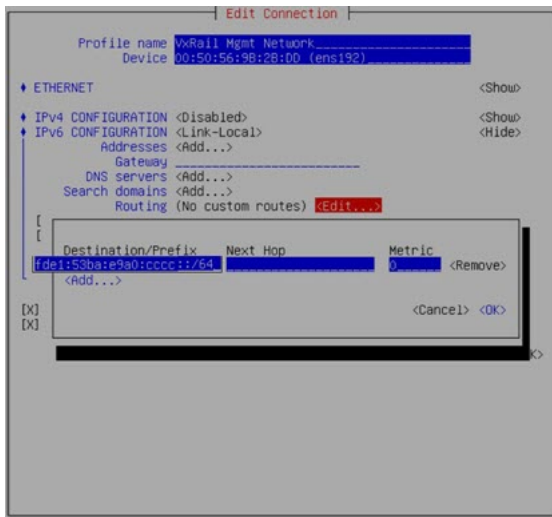 Edit Connection
Profile name VxRail Mgmt Network
Device 00:50:56:9B:2B:DD (ens192)
ETHERNET <Show>
IPv4 CONFIGURATION <Disabled> <Show>
IPv6 CONFIGURATION <Link-Local> <Hide>
Addresses <Add...>
Gateway
DNS servers <Add...>
Search domains <Add...>
Routing (No custom routes) <Edit...>
[
[
Destination/Prefix Next Hop Metric
fde1:53ba:e9a0:cccc::/64 0 <Remove>
<Add...>
[X] <Cancel> <OK>
[X]
K>